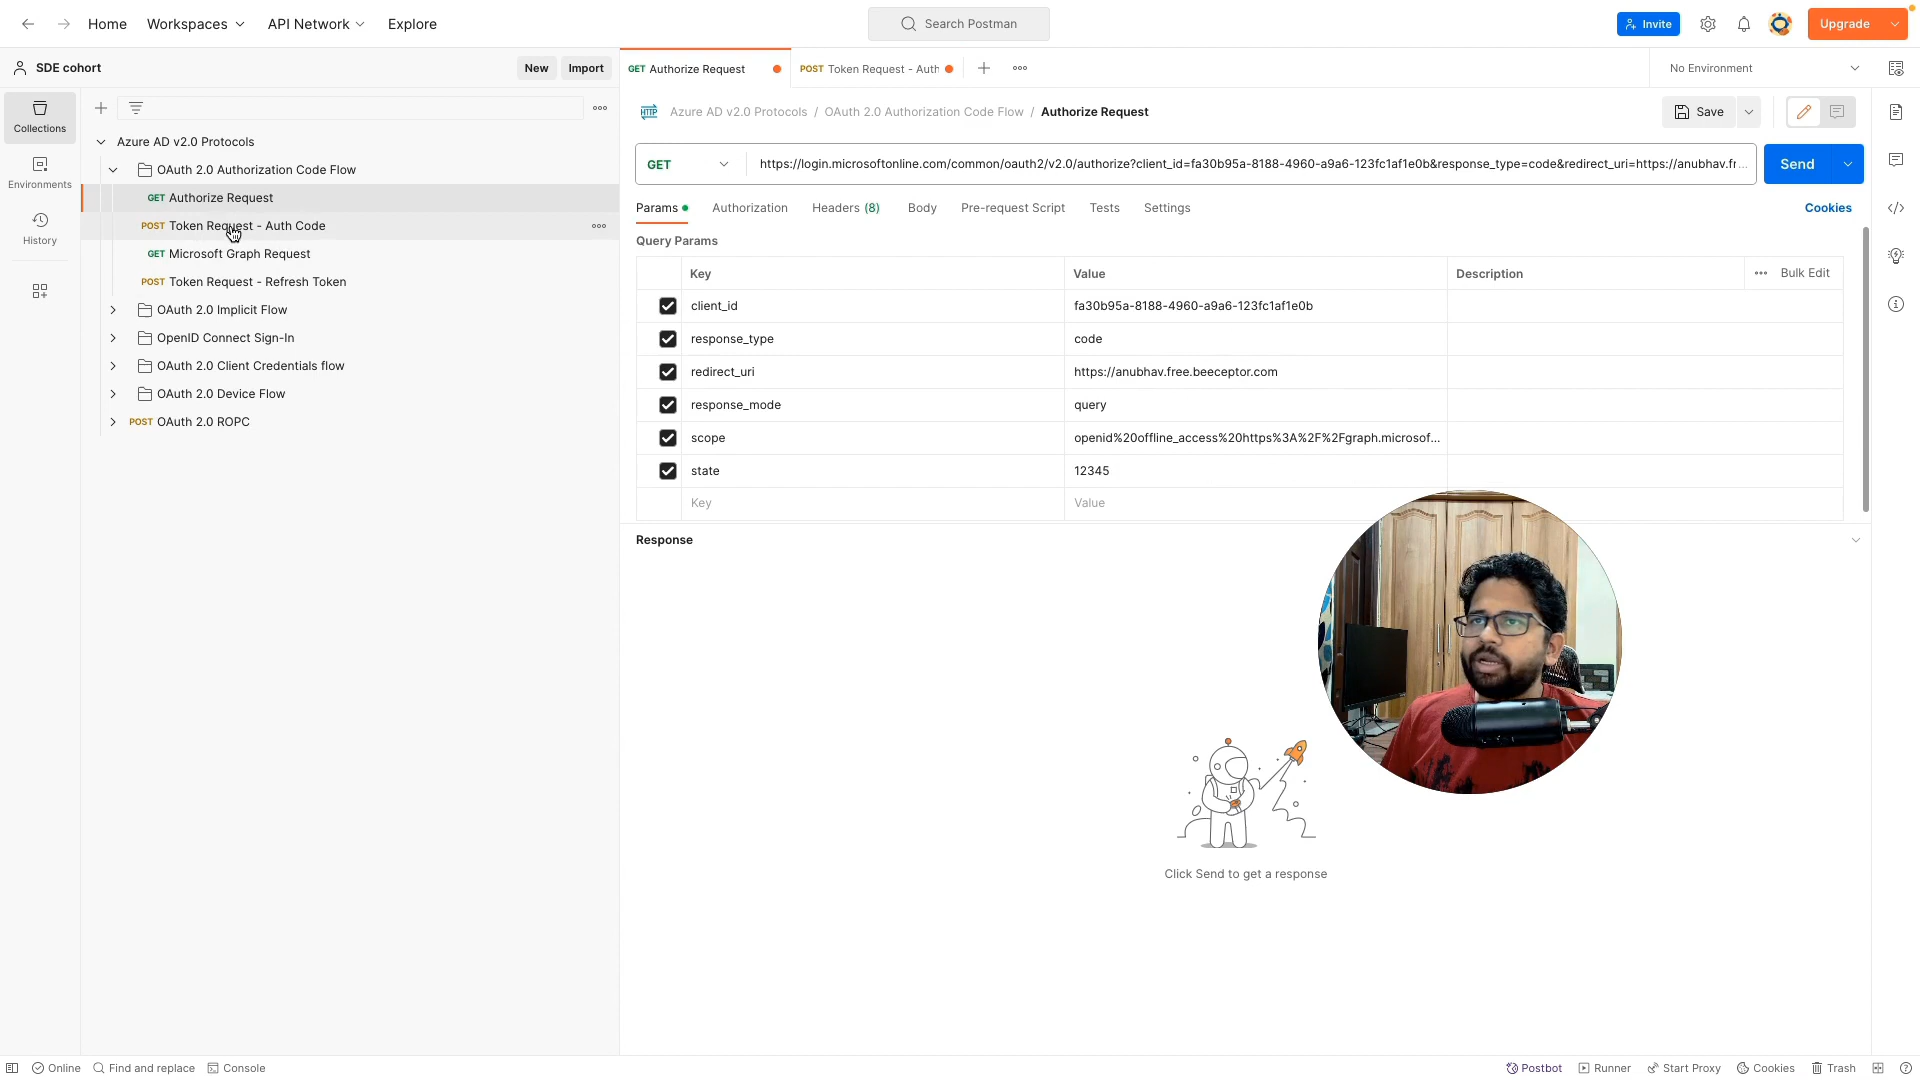 Home Workspaces API Network Explore Search Postman Invite Upgrade
SDE cohort New Import GET Authorize Request POST Token Request - Auth No Environment
Collections
Environments
History
Azure AD v2.0 Protocols
OAuth 2.0 Authorization Code Flow
GET Authorize Request
POST Token Request - Auth Code
GET Microsoft Graph Request
POST Token Request - Refresh Token
OAuth 2.0 Implicit Flow
OpenID Connect Sign-In
OAuth 2.0 Client Credentials flow
OAuth 2.0 Device Flow
POST OAuth 2.0 ROPC
HTTP Azure AD v2.0 Protocols / OAuth 2.0 Authorization Code Flow / Authorize Request Save
GET https://login.microsoftonline.com/common/oauth2/v2.0/authorize?client_id=fa30b95a-8188-4960-a9a6-123fc1af1e0b&response_type=code&redirect_uri=https://anubhav.fr... Send
Params Authorization Headers (8) Body Pre-request Script Tests Settings Cookies
Query Params
Key Value Description Bulk Edit
client_id fa30b95a-8188-4960-a9a6-123fc1af1e0b
response_type code
redirect_uri https://anubhav.free.beeceptor.com
response_mode query
scope openid%20offline_access%20https%3A%2F%2Fgraph.microsof...
state 12345
Key Value
Response
Click Send to get a response
Online Find and replace Console Postbot Runner Start Proxy Cookies Trash